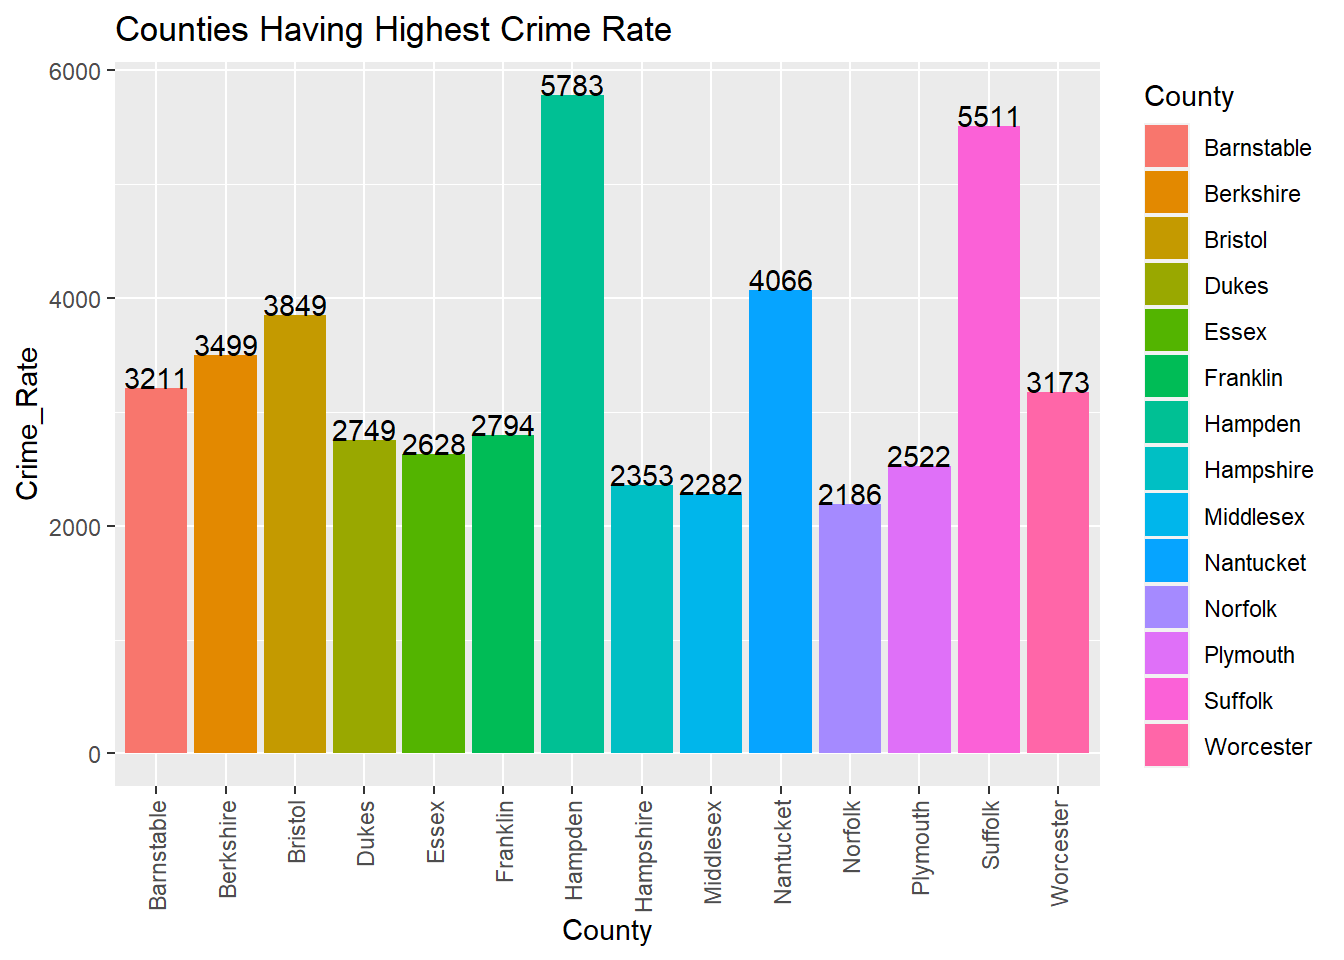 Counties Having Highest Crime Rate
Crime_Rate
6000
4000
2000
0
3211
3499
3849
2749
2628
2794
5783
2353
2282
4066
2186
2522
5511
3173
Barnstable
Berkshire
Bristol
Dukes
Essex
Franklin
Hampden
Hampshire
Middlesex
Nantucket
Norfolk
Plymouth
Suffolk
Worcester
County
County
Barnstable
Berkshire
Bristol
Dukes
Essex
Franklin
Hampden
Hampshire
Middlesex
Nantucket
Norfolk
Plymouth
Suffolk
Worcester